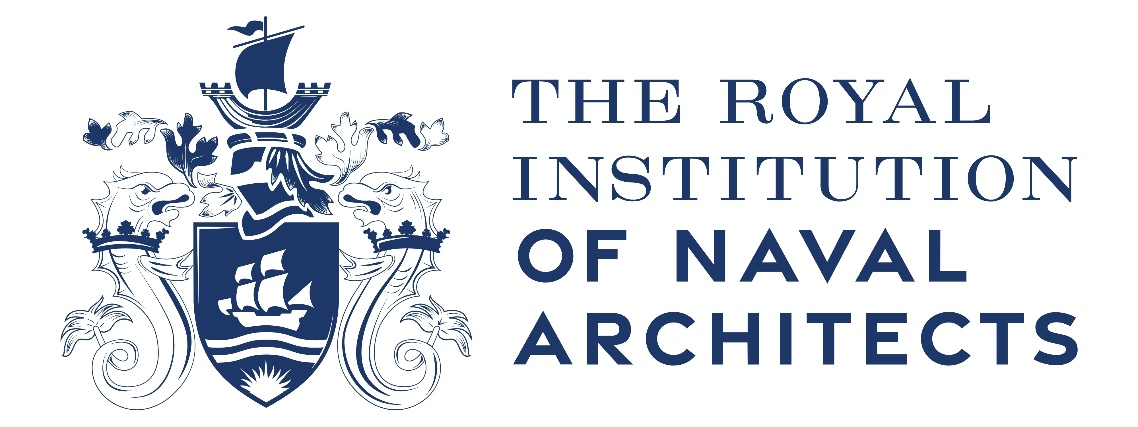 THE ROYAL
INSTITUTION
OF NAVAL
ARCHITECTS